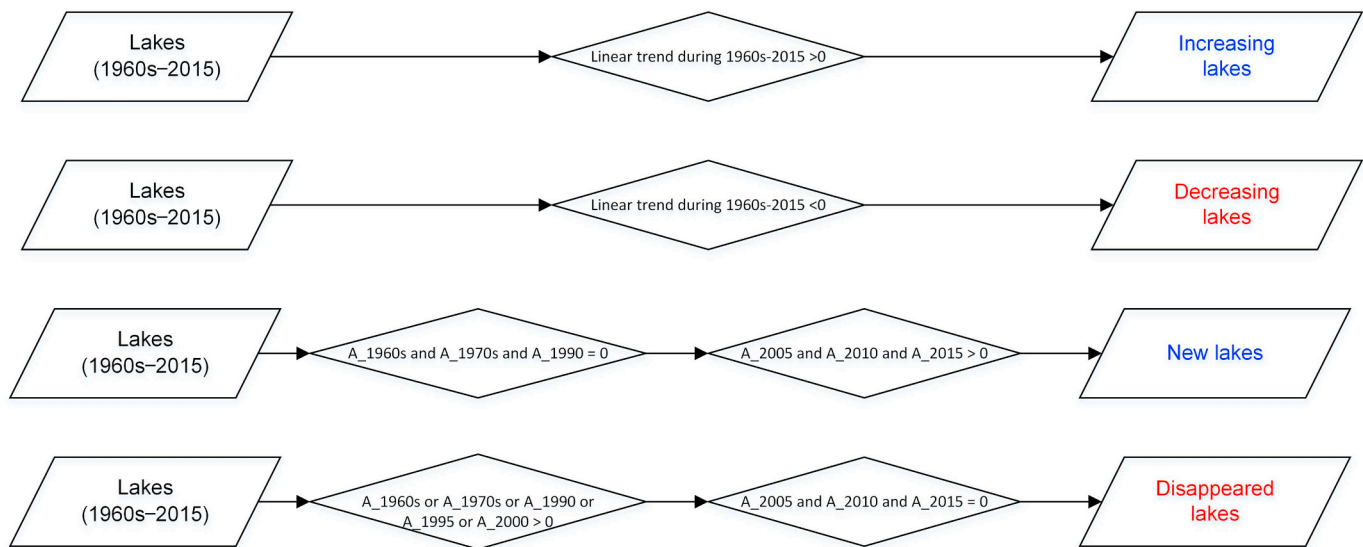 Lakes
(1960s–2015)
Linear trend during 1960s-2015 >0
Increasing
lakes
Lakes
(1960s–2015)
Linear trend during 1960s-2015 <0
Decreasing
lakes
Lakes
(1960s–2015)
A_1960s and A_1970s and A_1990 = 0
A_2005 and A_2010 and A_2015 > 0
New lakes
Lakes
(1960s–2015)
A_1960s or A_1970s or A_1990 or
A_1995 or A_2000 > 0
A_2005 and A_2010 and A_2015 = 0
Disappeared
lakes